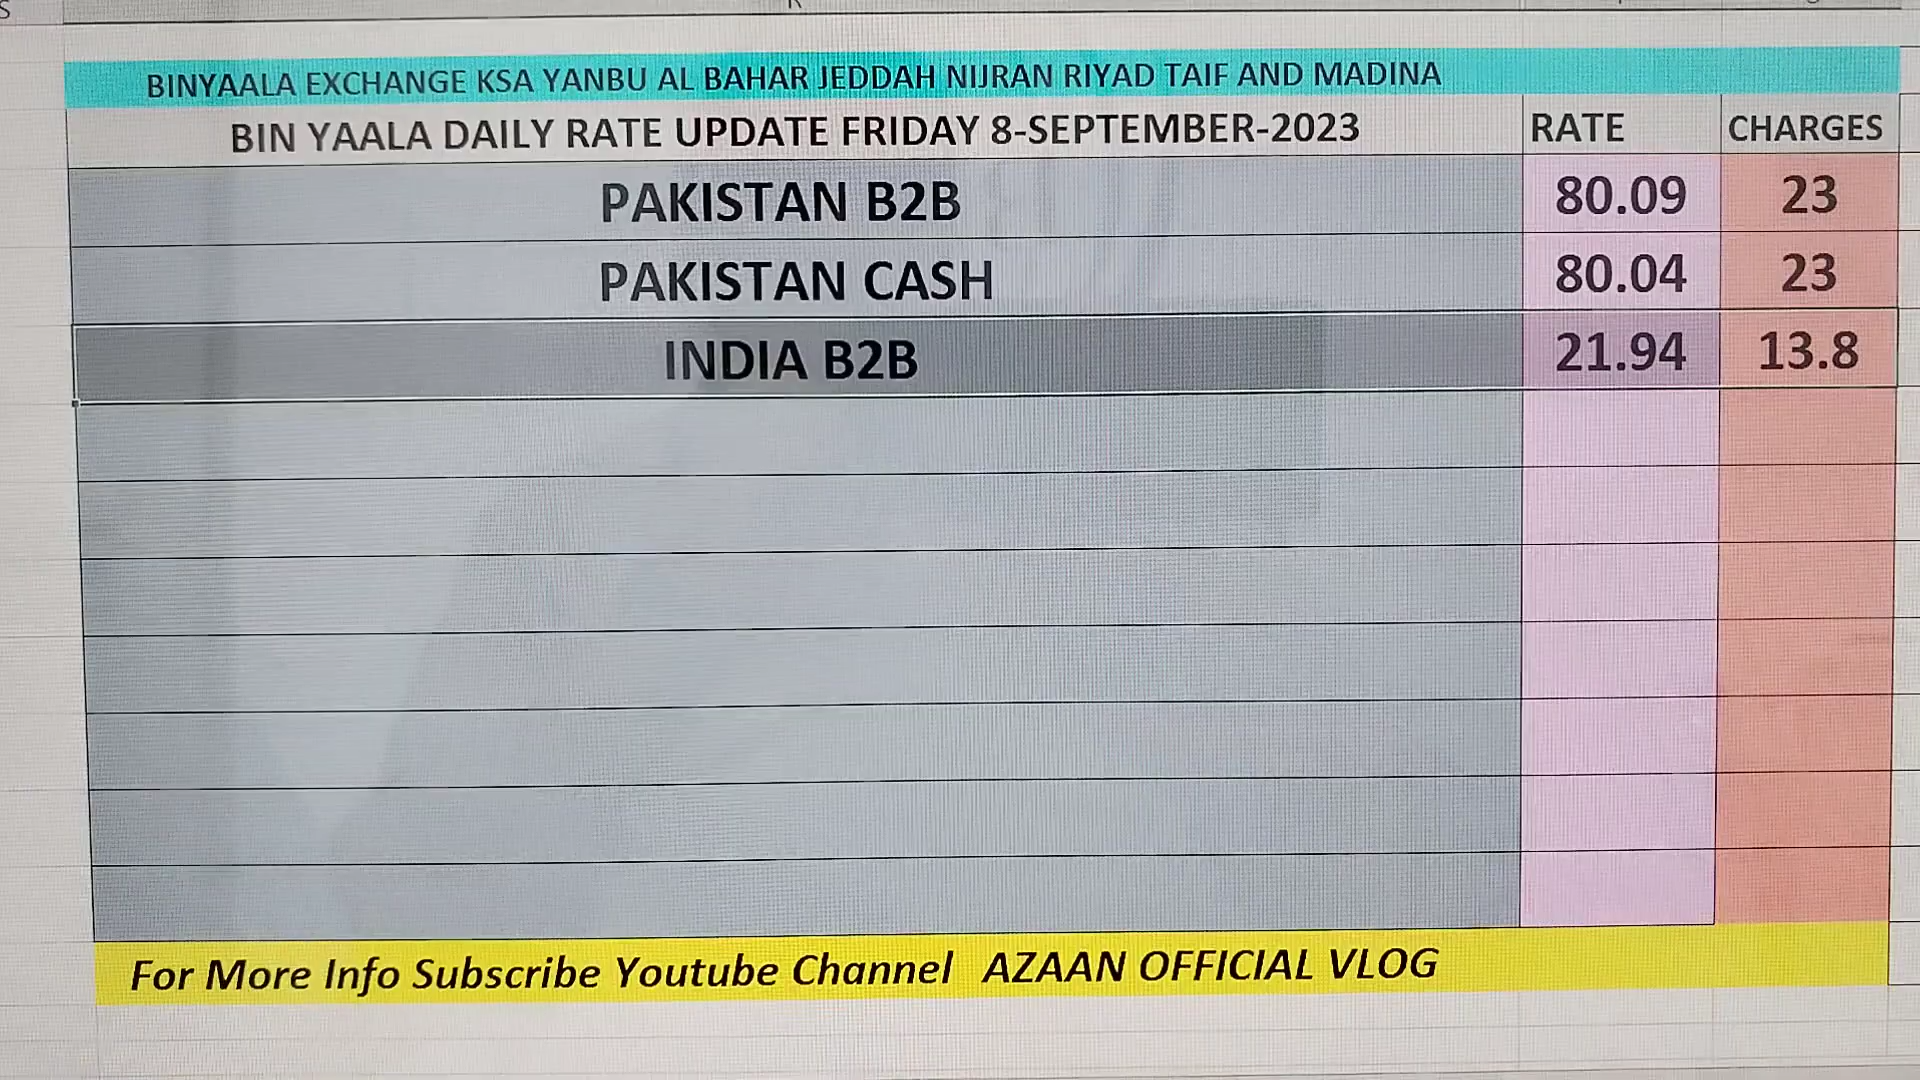 BINYAALA EXCHANGE KSA YANBU AL BAHAR JEDDAH NIJRAN RIYAD TAIF AND MADINA
BIN YAALA DAILY RATE UPDATE FRIDAY 8-SEPTEMBER-2023 RATE CHARGES
PAKISTAN B2B 80.09 23
PAKISTAN CASH 80.04 23
INDIA B2B 21.94 13.8
For More Info Subscribe Youtube Channel AZAAN OFFICIAL VLOG